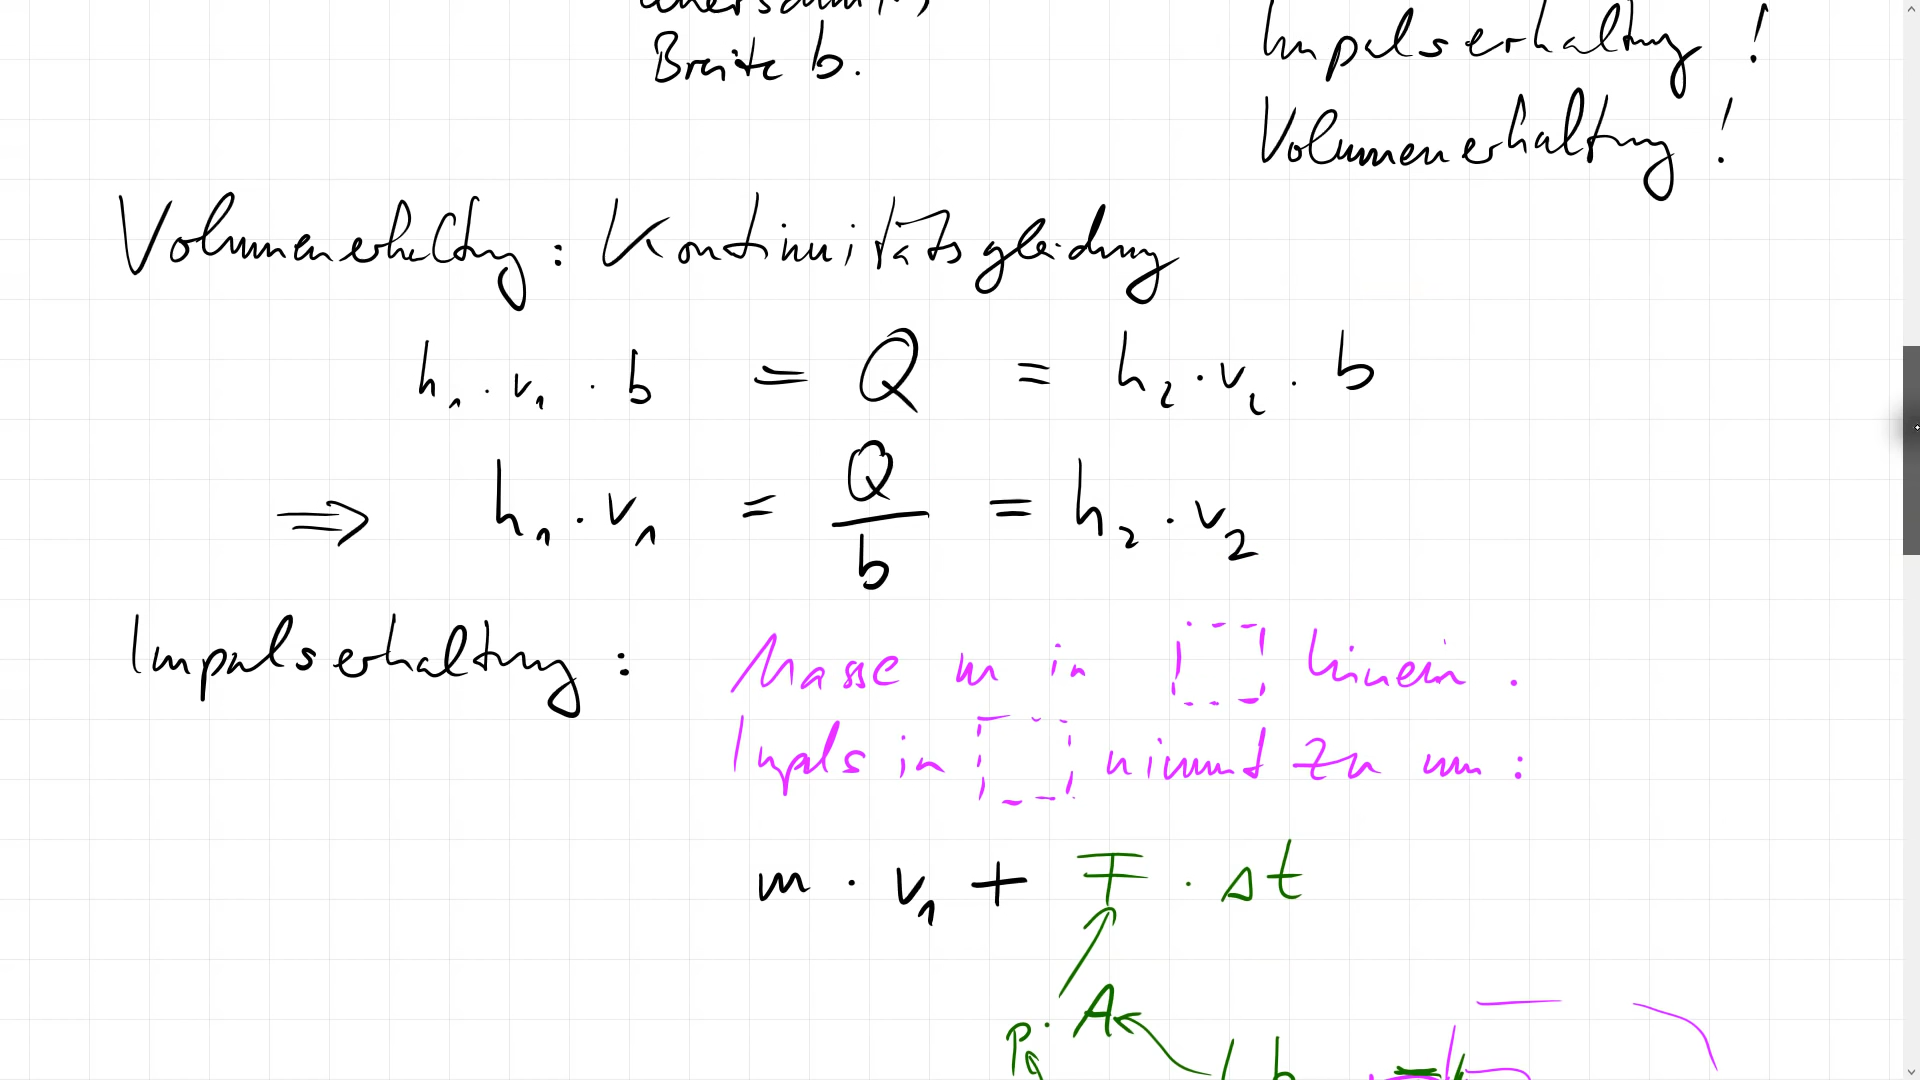 Breite b.
Impulserhaltung !
Volumenerhaltung !
Volumenerhaltung : Kontinuitätsgleichung
h₁ · v₁ · b = Q = h₂ · v₂ · b
⇒ h₁ · v₁ = Q / b = h₂ · v₂
Impulserhaltung : Masse m in hinein .
Impuls in nimmt zu um :
m · v₁ + F · Δt
P · A
b